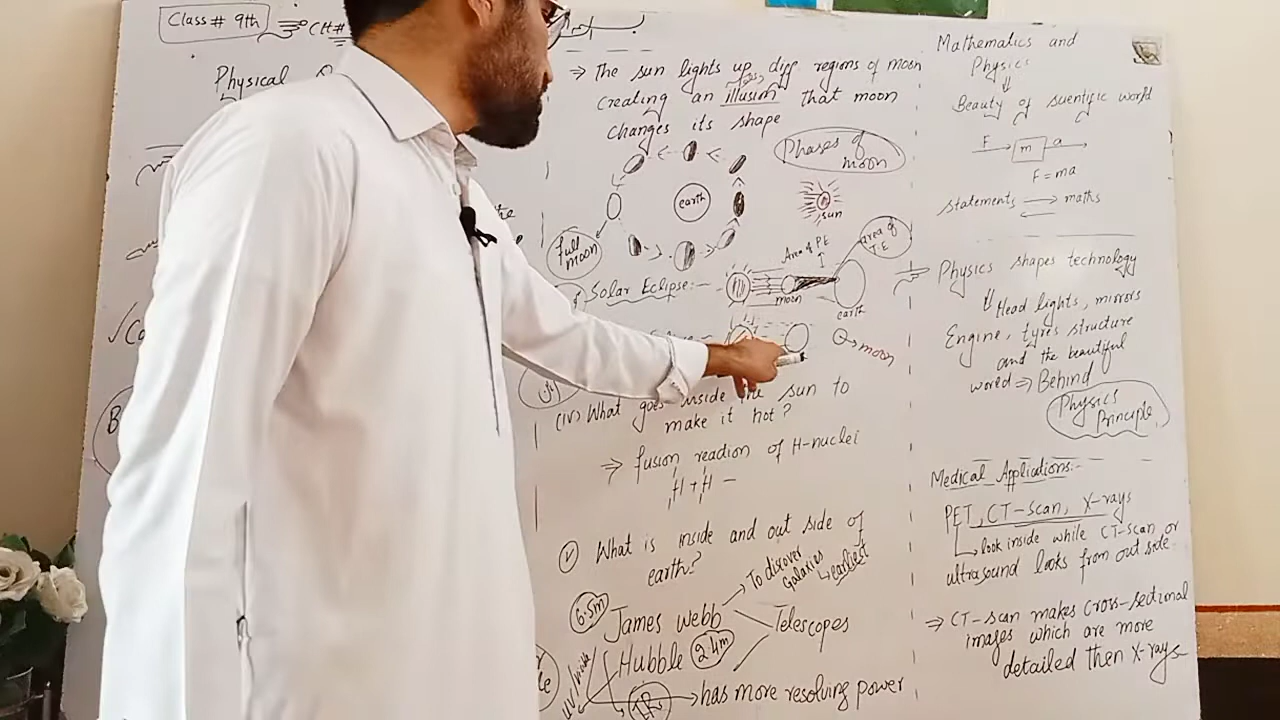 Class # 9th
CH#
Physical
⇒ The sun lights up diff regions of moon
creating an illusion that moon
changes its shape
Phases of
moon
earth
sun
full
moon
Solar Eclipse:-
Area of P.E
area of
T.E
moon
earth
moon
(iv) What goes inside the sun to
make it hot?
⇒ fusion readion of H-nuclei
H + H -
(v) What is inside and out side of
earth?
To discover
Galaxies
earliest
6.5m
James webb
Telescopes
Hubble 2.4m
IR
has more resolving power
Mathematics and
Physics
⇓
Beauty of scientific world
F m a
F = ma
statements → maths
Physics shapes technology
Head lights, mirrors
Engine, tyres structure
and the beautiful
world ⇒ Behind
Physics
Principle
Medical Applications:-
PET, CT-scan, X-rays
look inside while CT-scan or
ultrasound looks from out side
⇒ CT-scan makes cross-sectional
images which are more
detailed then X-rays